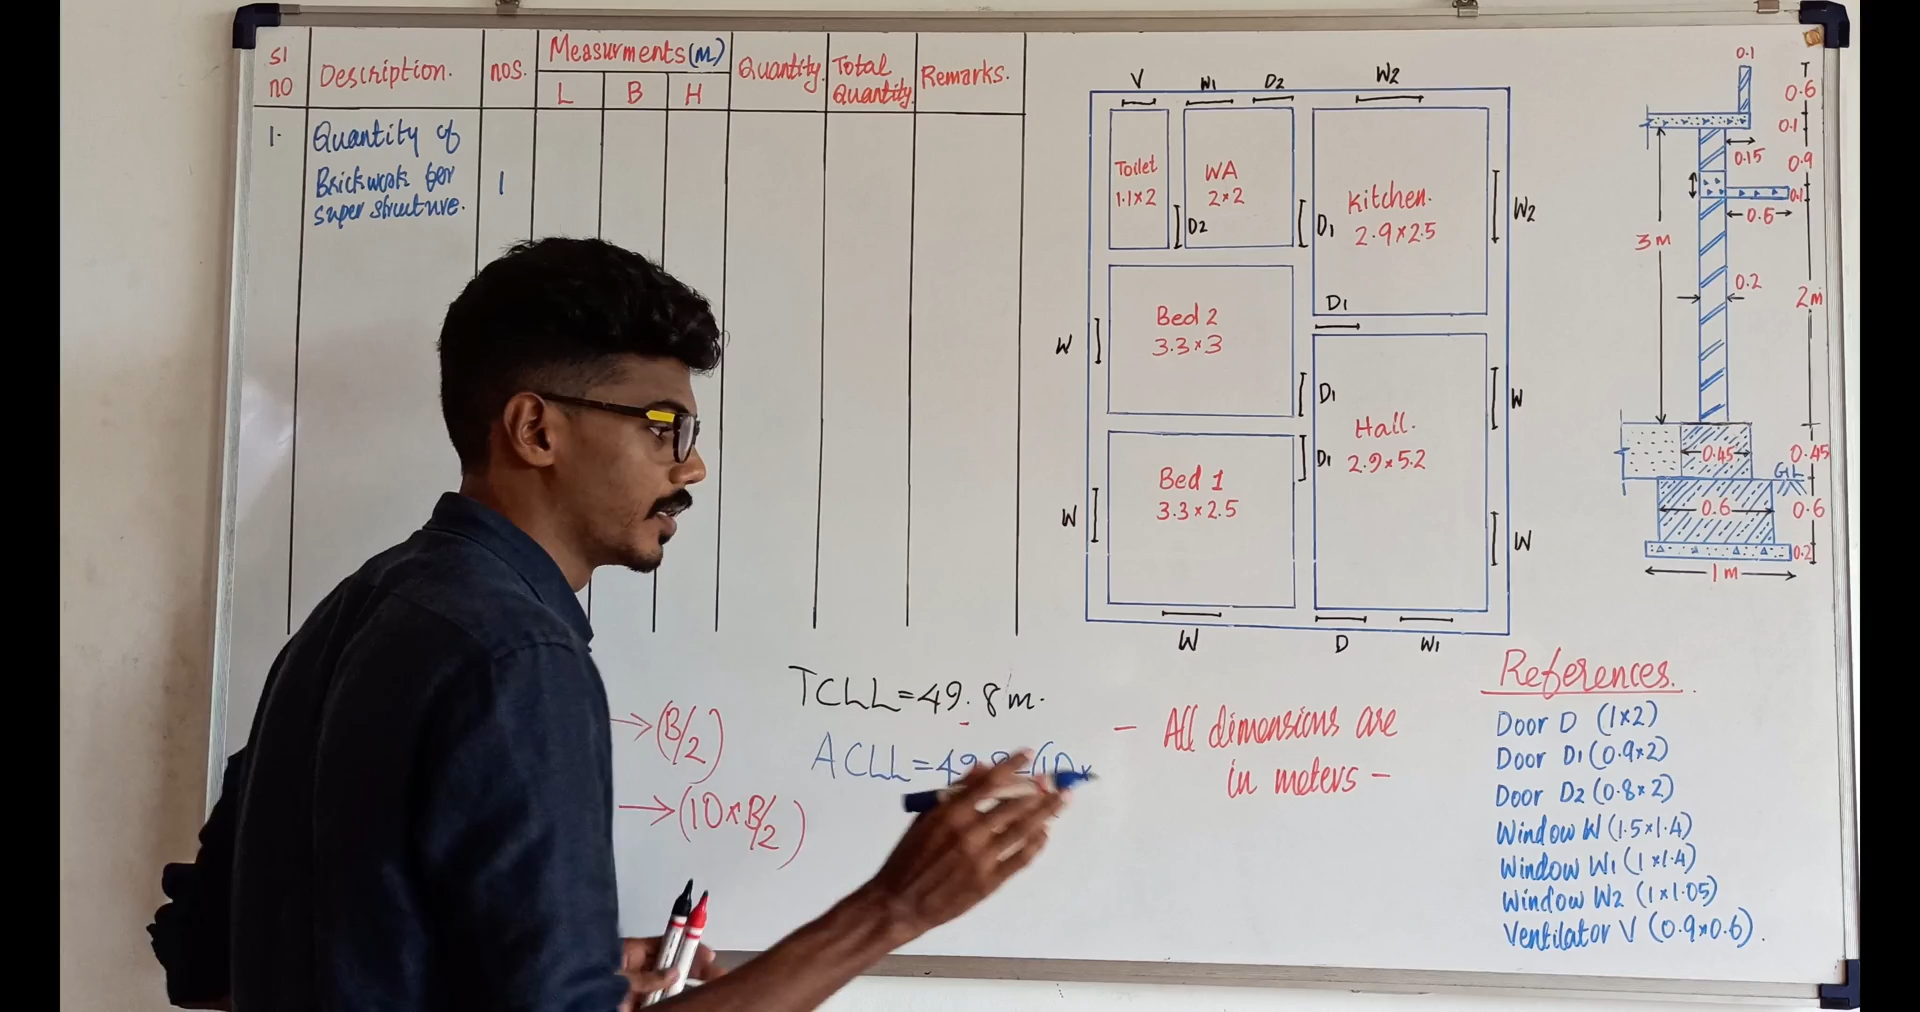 Sl no
Description.
nos.
Measurments(m)
L
B
H
Quantity.
Total Quantity
Remarks.
1.
Quantity of
Brickwork for
super structure.
1
V
W1
D2
W2
Toilet
1.1×2
WA
2×2
D2
D1
Kitchen.
2.9×2.5
W2
D1
Bed 2
3.3×3
W
D1
W
Hall.
2.9×5.2
D1
Bed 1
3.3×2.5
W
W
W
D
W1
0.1
0.6
0.1
0.15
0.9
0.1
3m
0.2
2m
0.45
0.45
G.L
0.6
0.6
0.2
1m
TCLL=49.8m.
→(B/2)
→(10×B/2)
- All dimensions are
in meters -
References.
Door D (1×2)
Door D1(0.9×2)
Door D2(0.8×2)
Window W(1.5×1.4)
Window W1(1×1.4)
Window W2 (1×1.05)
Ventilator V (0.9×0.6).